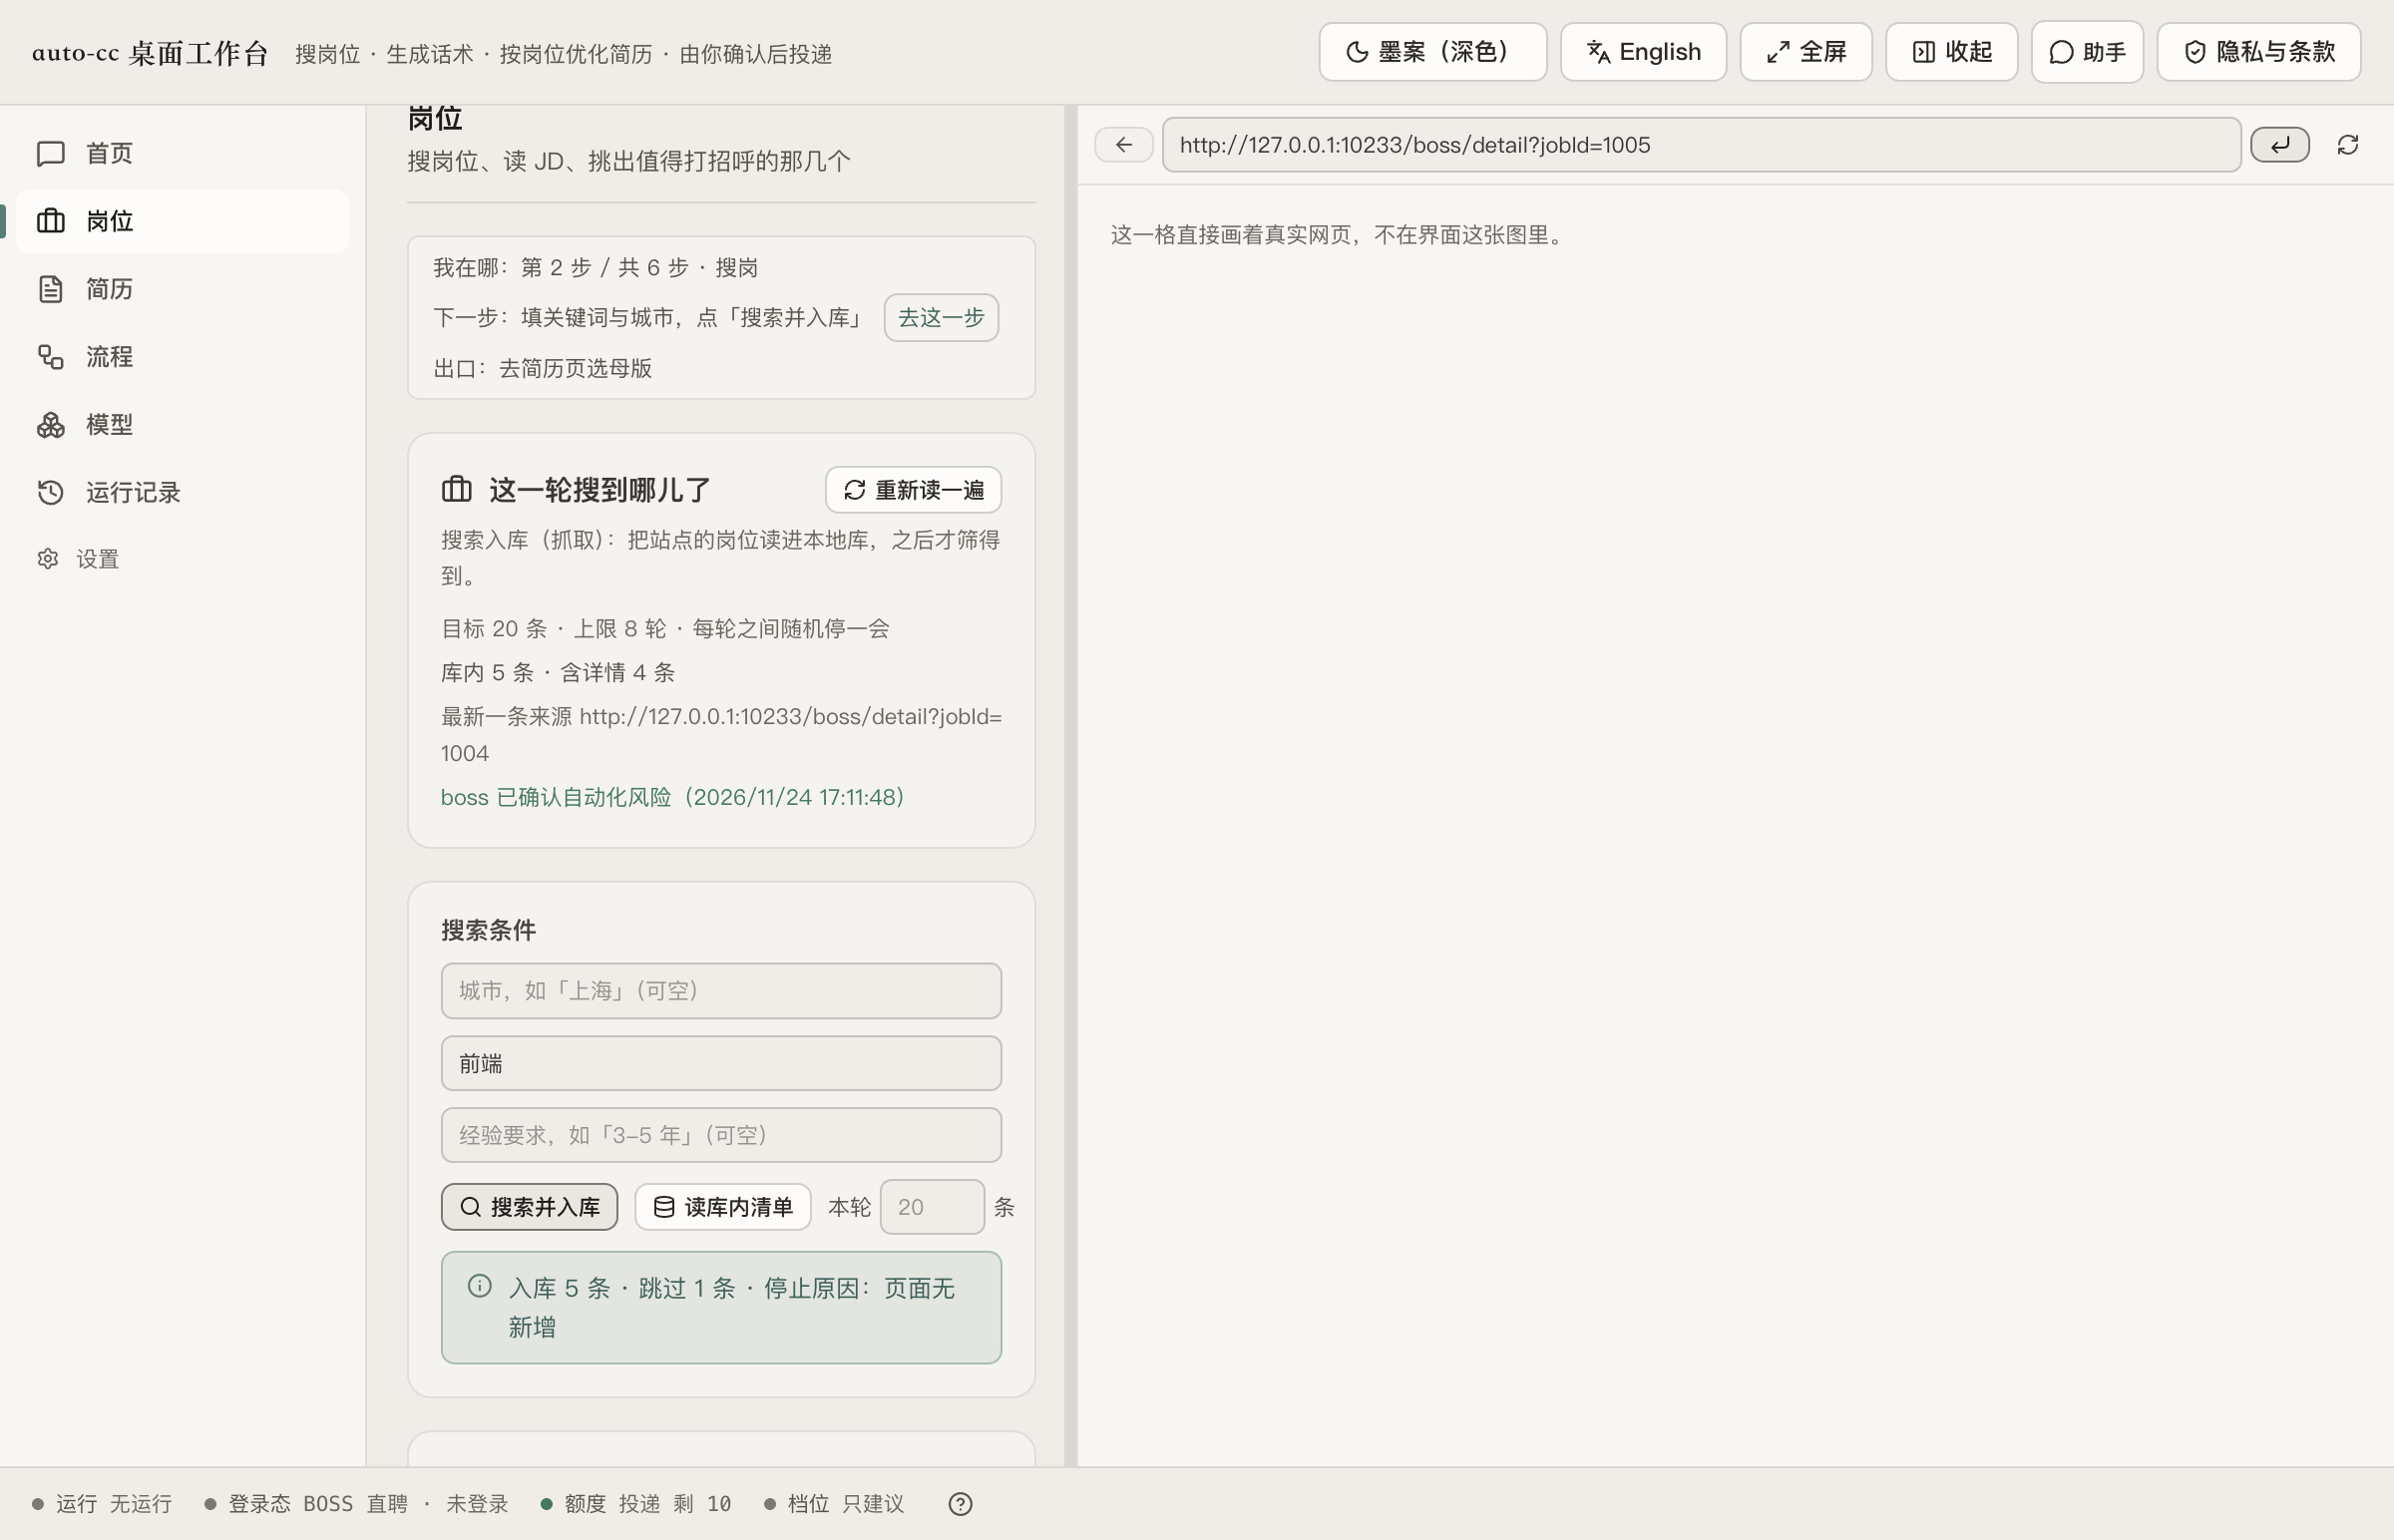 auto-cc 桌面工作台
搜岗位 · 生成话术 · 按岗位优化简历 · 由你确认后投递
墨案（深色）
English
全屏
收起
助手
隐私与条款
首页
岗位
简历
流程
模型
运行记录
设置
岗位
搜岗位、读 JD、挑出值得打招呼的那几个
我在哪：第 2 步 / 共 6 步 · 搜岗
下一步：填关键词与城市，点「搜索并入库」
去这一步
出口：去简历页选母版
这一轮搜到哪儿了
重新读一遍
搜索入库（抓取）：把站点的岗位读进本地库，之后才筛得
到。
目标 20 条 · 上限 8 轮 · 每轮之间随机停一会
库内 5 条 · 含详情 4 条
最新一条来源 http://127.0.0.1:10233/boss/detail?jobId=
1004
boss 已确认自动化风险（2026/11/24 17:11:48）
搜索条件
城市，如「上海」（可空）
前端
经验要求，如「3–5 年」（可空）
搜索并入库
读库内清单
本轮
20
条
入库 5 条 · 跳过 1 条 · 停止原因：页面无
新增
http://127.0.0.1:10233/boss/detail?jobId=1005
这一格直接画着真实网页，不在界面这张图里。
运行 无运行
登录态 BOSS 直聘 · 未登录
额度 投递 剩 10
档位 只建议